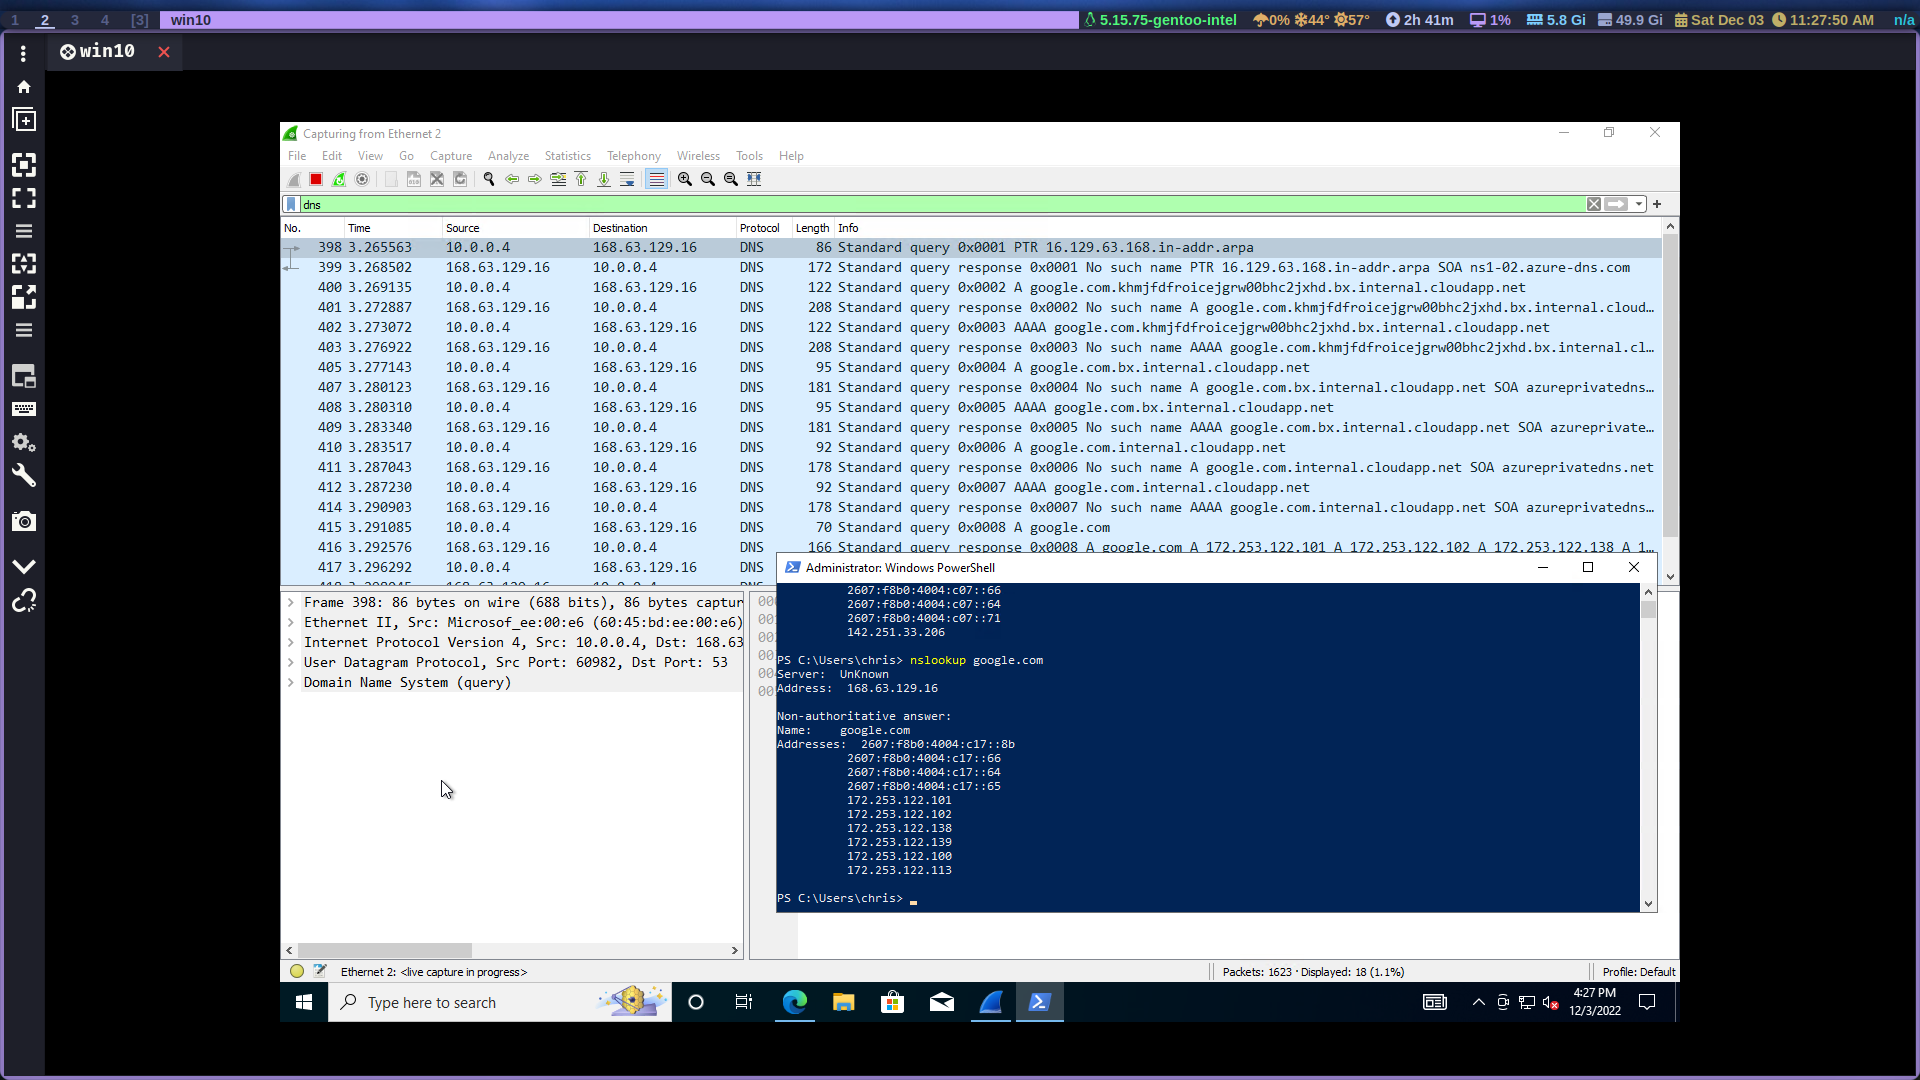 1 2 3 4 [3] win10 5.15.75-gentoo-intel 0% 44° 57° 2h 41m 1% 5.8 Gi 49.9 Gi Sat Dec 03 11:27:50 AM n/a
win10
Capturing from Ethernet 2
File Edit View Go Capture Analyze Statistics Telephony Wireless Tools Help
dns
No. Time Source Destination Protocol Length Info
398 3.265563 10.0.0.4 168.63.129.16 DNS 86 Standard query 0x0001 PTR 16.129.63.168.in-addr.arpa
399 3.268502 168.63.129.16 10.0.0.4 DNS 172 Standard query response 0x0001 No such name PTR 16.129.63.168.in-addr.arpa SOA ns1-02.azure-dns.com
400 3.269135 10.0.0.4 168.63.129.16 DNS 122 Standard query 0x0002 A google.com.khmjfdfroicejgrw00bhc2jxhd.bx.internal.cloudapp.net
401 3.272887 168.63.129.16 10.0.0.4 DNS 208 Standard query response 0x0002 No such name A google.com.khmjfdfroicejgrw00bhc2jxhd.bx.internal.cloud…
402 3.273072 10.0.0.4 168.63.129.16 DNS 122 Standard query 0x0003 AAAA google.com.khmjfdfroicejgrw00bhc2jxhd.bx.internal.cloudapp.net
403 3.276922 168.63.129.16 10.0.0.4 DNS 208 Standard query response 0x0003 No such name AAAA google.com.khmjfdfroicejgrw00bhc2jxhd.bx.internal.cl…
405 3.277143 10.0.0.4 168.63.129.16 DNS 95 Standard query 0x0004 A google.com.bx.internal.cloudapp.net
407 3.280123 168.63.129.16 10.0.0.4 DNS 181 Standard query response 0x0004 No such name A google.com.bx.internal.cloudapp.net SOA azureprivatedns…
408 3.280310 10.0.0.4 168.63.129.16 DNS 95 Standard query 0x0005 AAAA google.com.bx.internal.cloudapp.net
409 3.283340 168.63.129.16 10.0.0.4 DNS 181 Standard query response 0x0005 No such name AAAA google.com.bx.internal.cloudapp.net SOA azureprivate…
410 3.283517 10.0.0.4 168.63.129.16 DNS 92 Standard query 0x0006 A google.com.internal.cloudapp.net
411 3.287043 168.63.129.16 10.0.0.4 DNS 178 Standard query response 0x0006 No such name A google.com.internal.cloudapp.net SOA azureprivatedns.net
412 3.287230 10.0.0.4 168.63.129.16 DNS 92 Standard query 0x0007 AAAA google.com.internal.cloudapp.net
414 3.290903 168.63.129.16 10.0.0.4 DNS 178 Standard query response 0x0007 No such name AAAA google.com.internal.cloudapp.net SOA azureprivatedns…
415 3.291085 10.0.0.4 168.63.129.16 DNS 70 Standard query 0x0008 A google.com
416 3.292576 168.63.129.16 10.0.0.4 DNS 166 Standard query response 0x0008 A google.com A 172.253.122.101 A 172.253.122.102 A 172.253.122.138 A 1…
417 3.296292 10.0.0.4 168.63.129.16 DNS
Frame 398: 86 bytes on wire (688 bits), 86 bytes captur
Ethernet II, Src: Microsof_ee:00:e6 (60:45:bd:ee:00:e6)
Internet Protocol Version 4, Src: 10.0.0.4, Dst: 168.63
User Datagram Protocol, Src Port: 60982, Dst Port: 53
Domain Name System (query)
Administrator: Windows PowerShell
2607:f8b0:4004:c07::66
2607:f8b0:4004:c07::64
2607:f8b0:4004:c07::71
142.251.33.206
PS C:\Users\chris> nslookup google.com
Server: UnKnown
Address: 168.63.129.16
Non-authoritative answer:
Name: google.com
Addresses: 2607:f8b0:4004:c17::8b
2607:f8b0:4004:c17::66
2607:f8b0:4004:c17::64
2607:f8b0:4004:c17::65
172.253.122.101
172.253.122.102
172.253.122.138
172.253.122.139
172.253.122.100
172.253.122.113
PS C:\Users\chris>
Ethernet 2: <live capture in progress> Packets: 1623 · Displayed: 18 (1.1%) Profile: Default
Type here to search
4:27 PM
12/3/2022